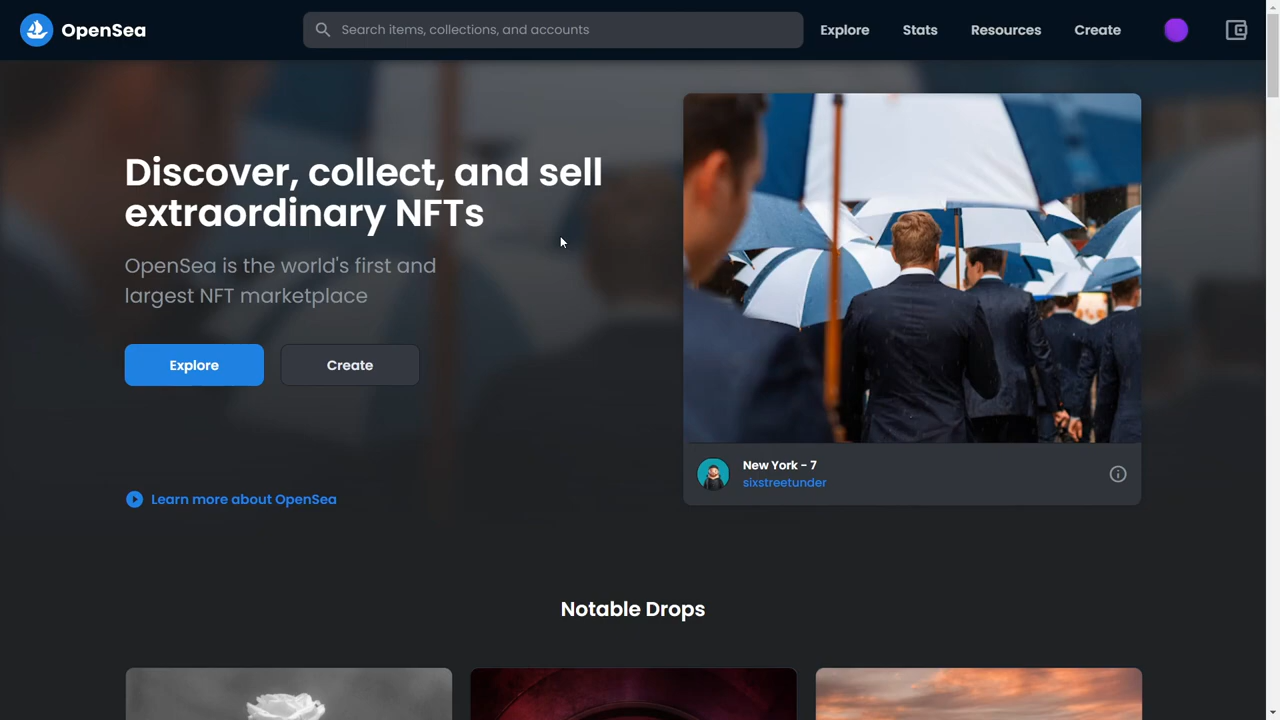 OpenSea
Search items, collections, and accounts
Explore
Stats
Resources
Create
Discover, collect, and sell
extraordinary NFTs
OpenSea is the world's first and
largest NFT marketplace
Explore
Create
New York - 7
sixstreetunder
Learn more about OpenSea
Notable Drops